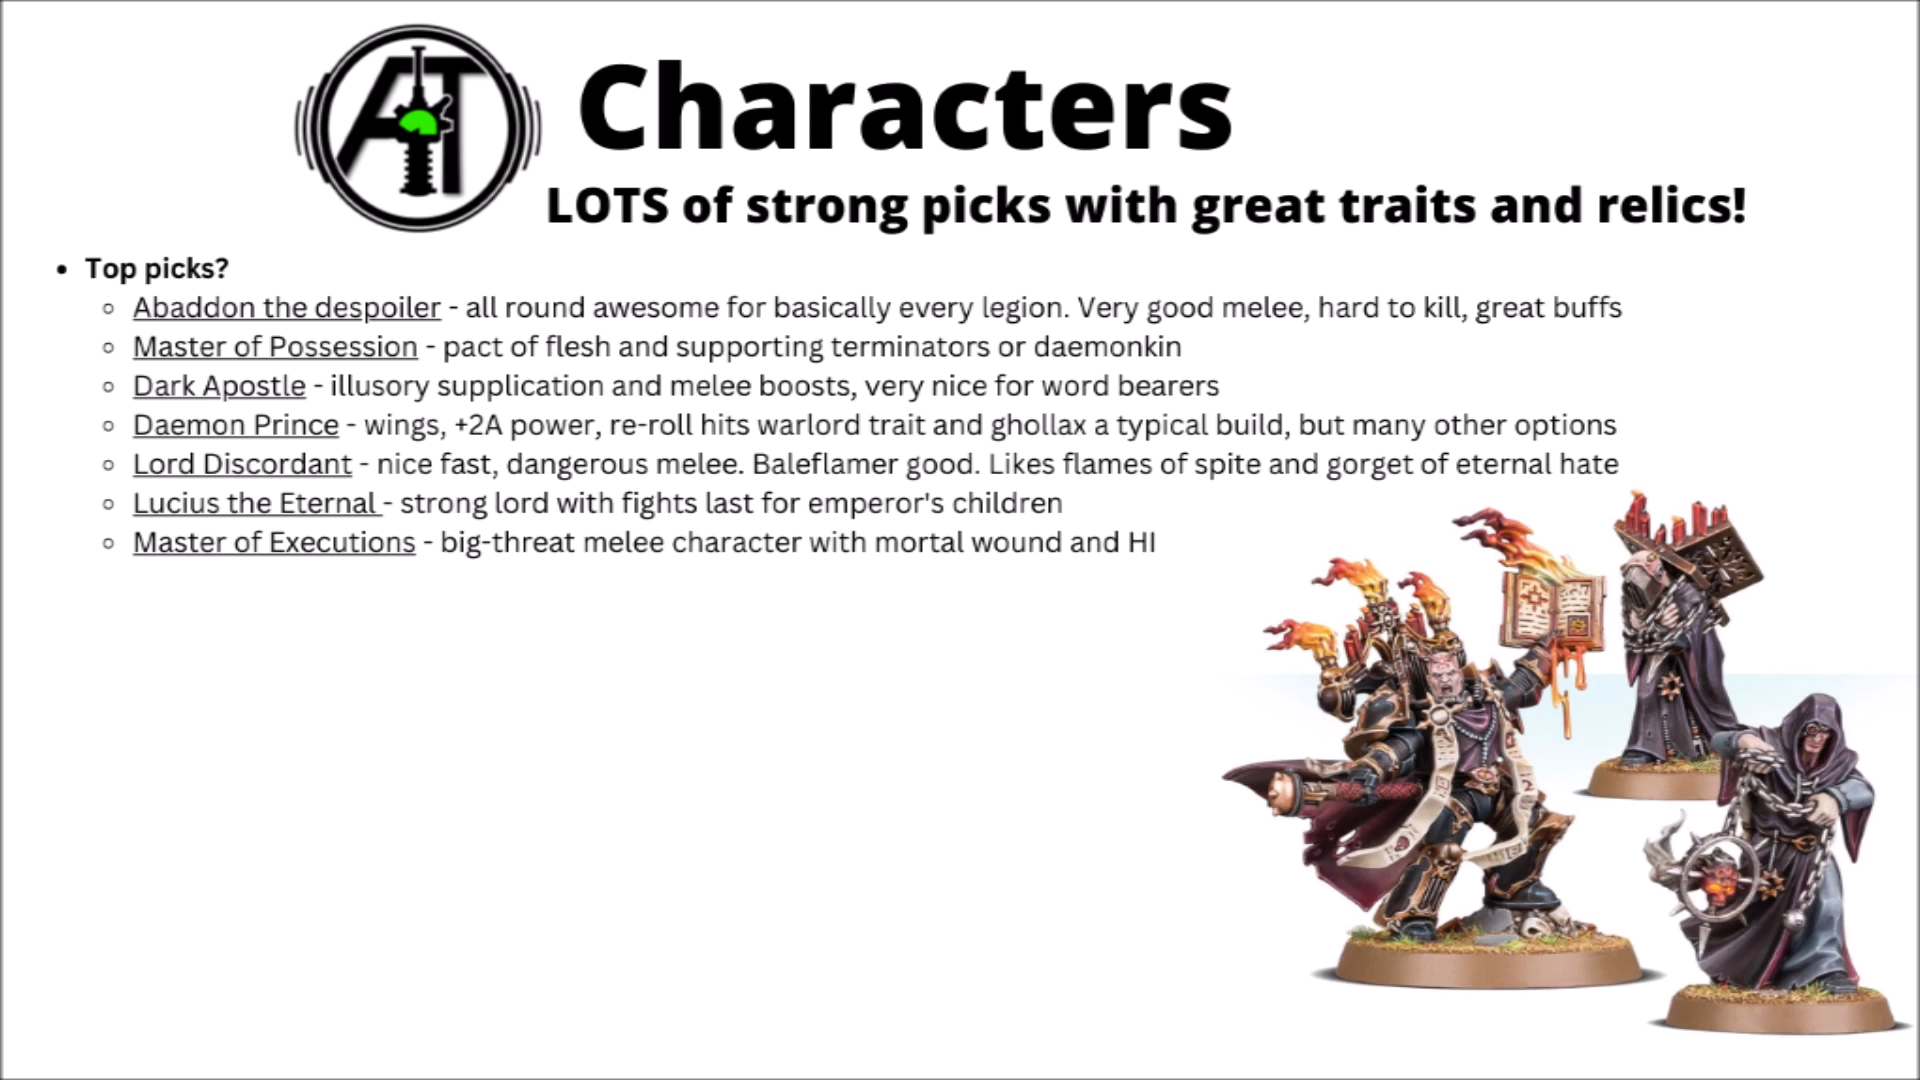 AT
Characters
LOTS of strong picks with great traits and relics!
Top picks?
Abaddon the despoiler - all round awesome for basically every legion. Very good melee, hard to kill, great buffs
Master of Possession - pact of flesh and supporting terminators or daemonkin
Dark Apostle - illusory supplication and melee boosts, very nice for word bearers
Daemon Prince - wings, +2A power, re-roll hits warlord trait and ghollax a typical build, but many other options
Lord Discordant - nice fast, dangerous melee. Baleflamer good. Likes flames of spite and gorget of eternal hate
Lucius the Eternal - strong lord with fights last for emperor's children
Master of Executions - big-threat melee character with mortal wound and HI